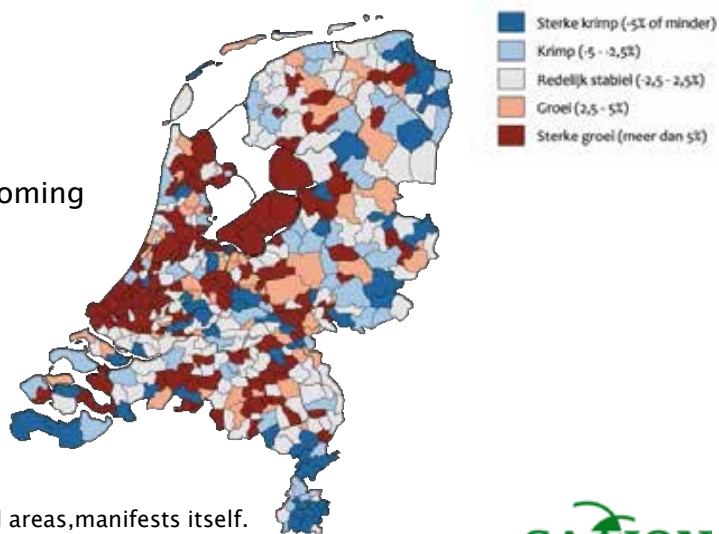 Sterke krimp (-5% of minder)
Krimp (-5 - -2,5%)
Redelijk stabiel (-2,5 - 2,5%)
Groei (2,5 - 5%)
Sterke groei (meer dan 5%)
oming
areas,manifests itself.